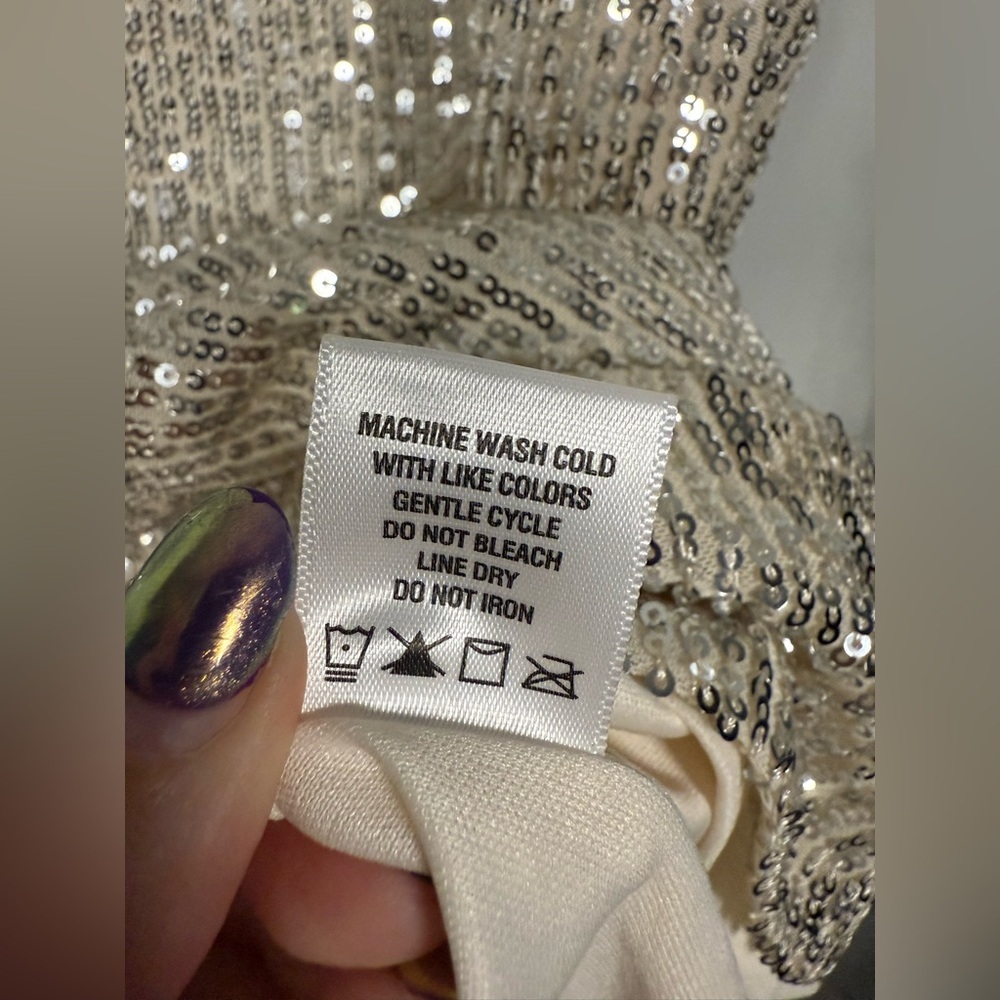 MACHINE WASH COLD
WITH LIKE COLORS
GENTLE CYCLE
DO NOT BLEACH
LINE DRY
DO NOT IRON